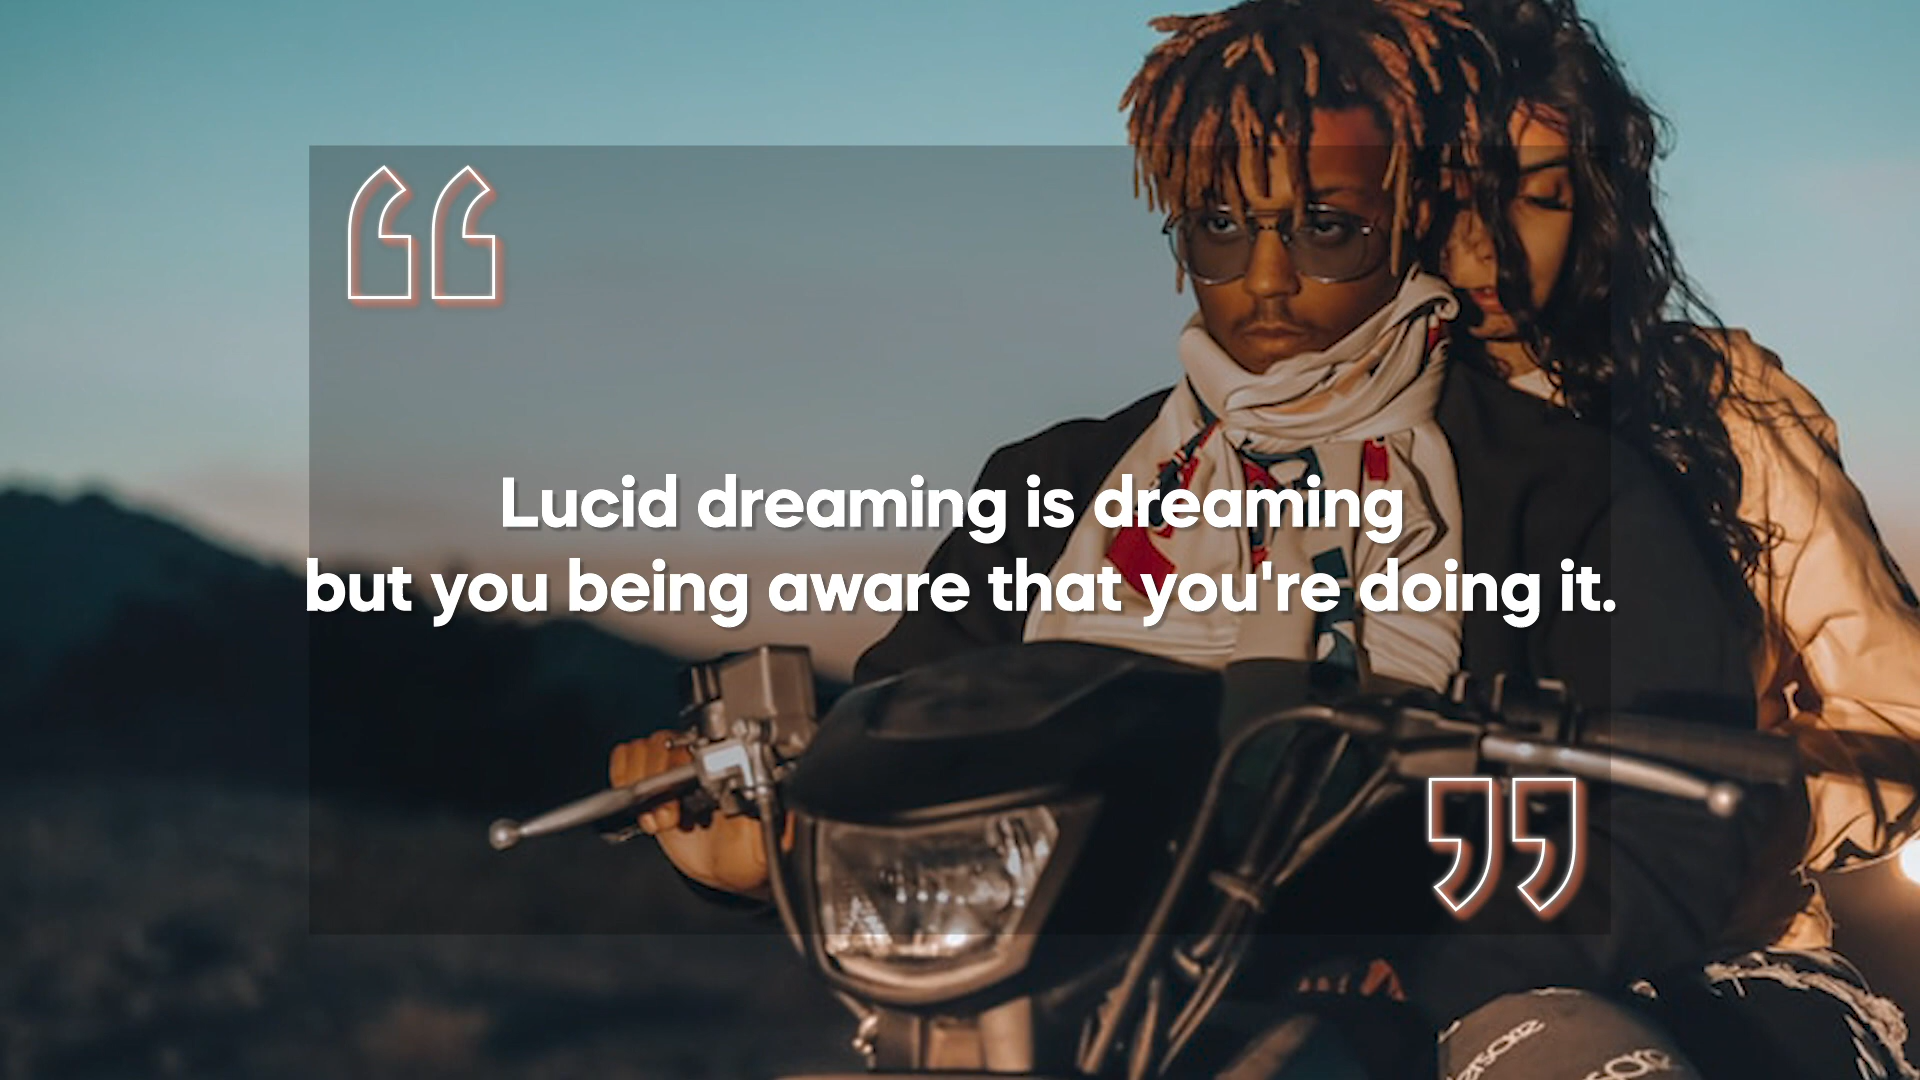 Lucid dreaming is dreaming
but you being aware that you're doing it.